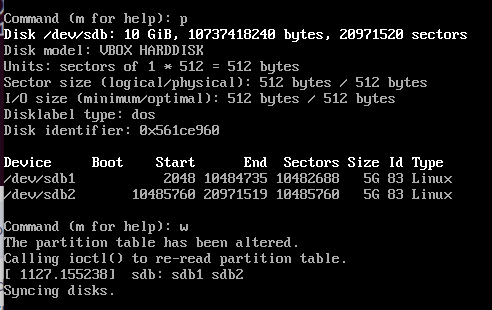 Command (m for help): p
Disk /dev/sdb: 10 GiB, 10737418240 bytes, 20971520 sectors
Disk model: VBOX HARDDISK
Units: sectors of 1 * 512 = 512 bytes
Sector size (logical/physical): 512 bytes / 512 bytes
I/O size (minimum/optimal): 512 bytes / 512 bytes
Disklabel type: dos
Disk identifier: 0x561ce960
Device Boot Start End Sectors Size Id Type
/dev/sdb1 2048 10484735 10482688 5G 83 Linux
/dev/sdb2 10485760 20971519 10485760 5G 83 Linux
Command (m for help): w
The partition table has been altered.
Calling ioctl() to re-read partition table.
[ 1127.155238] sdb: sdb1 sdb2
Syncing disks.